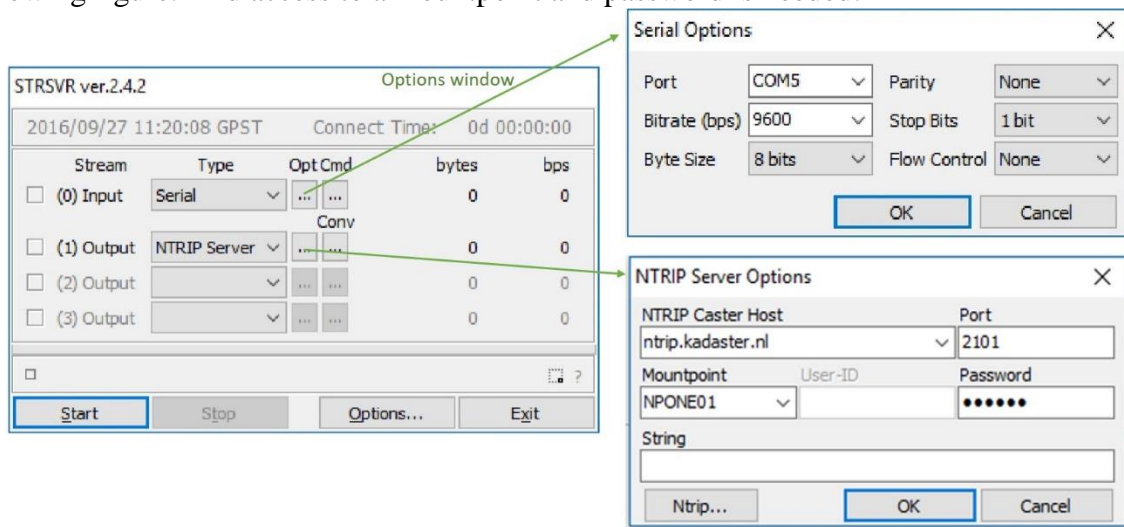 STRSVR ver.2.4.2
Options window
2016/09/27 11:20:08 GPST Connect Time: 0d 00:00:00
Stream Type Opt Cmd bytes bps
(0) Input Serial ... ... 0 0
Conv
(1) Output NTRIP Server ... ... 0 0
(2) Output ... ... 0 0
(3) Output ... ... 0 0
?
Start Stop Options... Exit
Serial Options
Port COM5 Parity None
Bitrate (bps) 9600 Stop Bits 1 bit
Byte Size 8 bits Flow Control None
OK Cancel
NTRIP Server Options
NTRIP Caster Host Port
ntrip.kadaster.nl 2101
Mountpoint User-ID Password
NPONE01 ••••••
String
Ntrip... OK Cancel